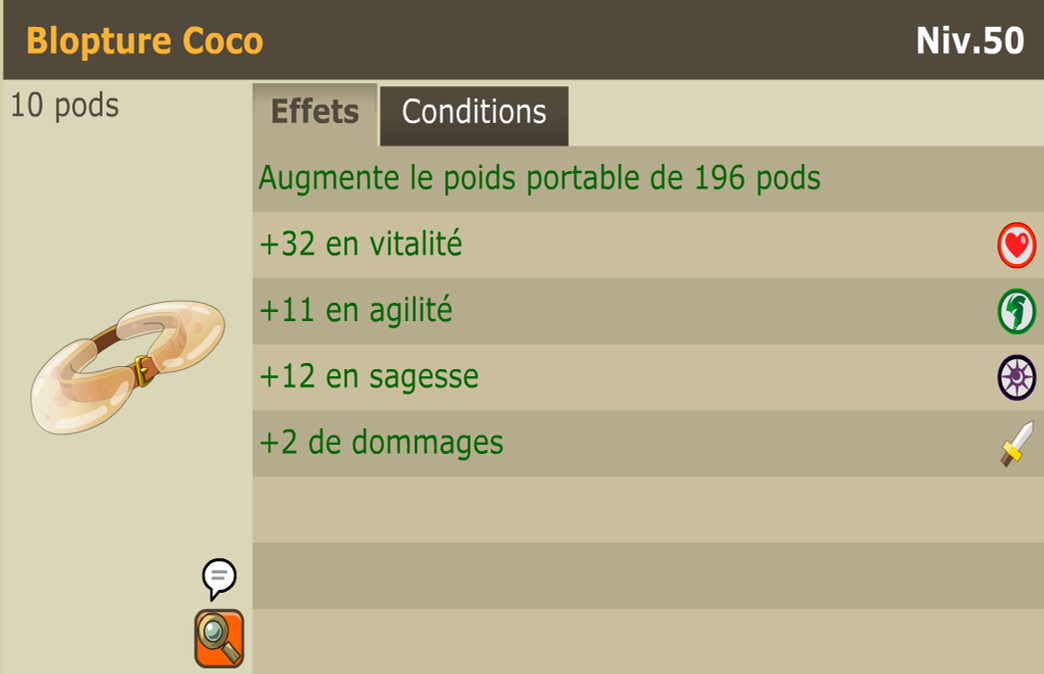 Blopture Coco
Niv.50
10 pods
Effets
Conditions
Augmente le poids portable de 196 pods
+32 en vitalité
+11 en agilité
+12 en sagesse
+2 de dommages